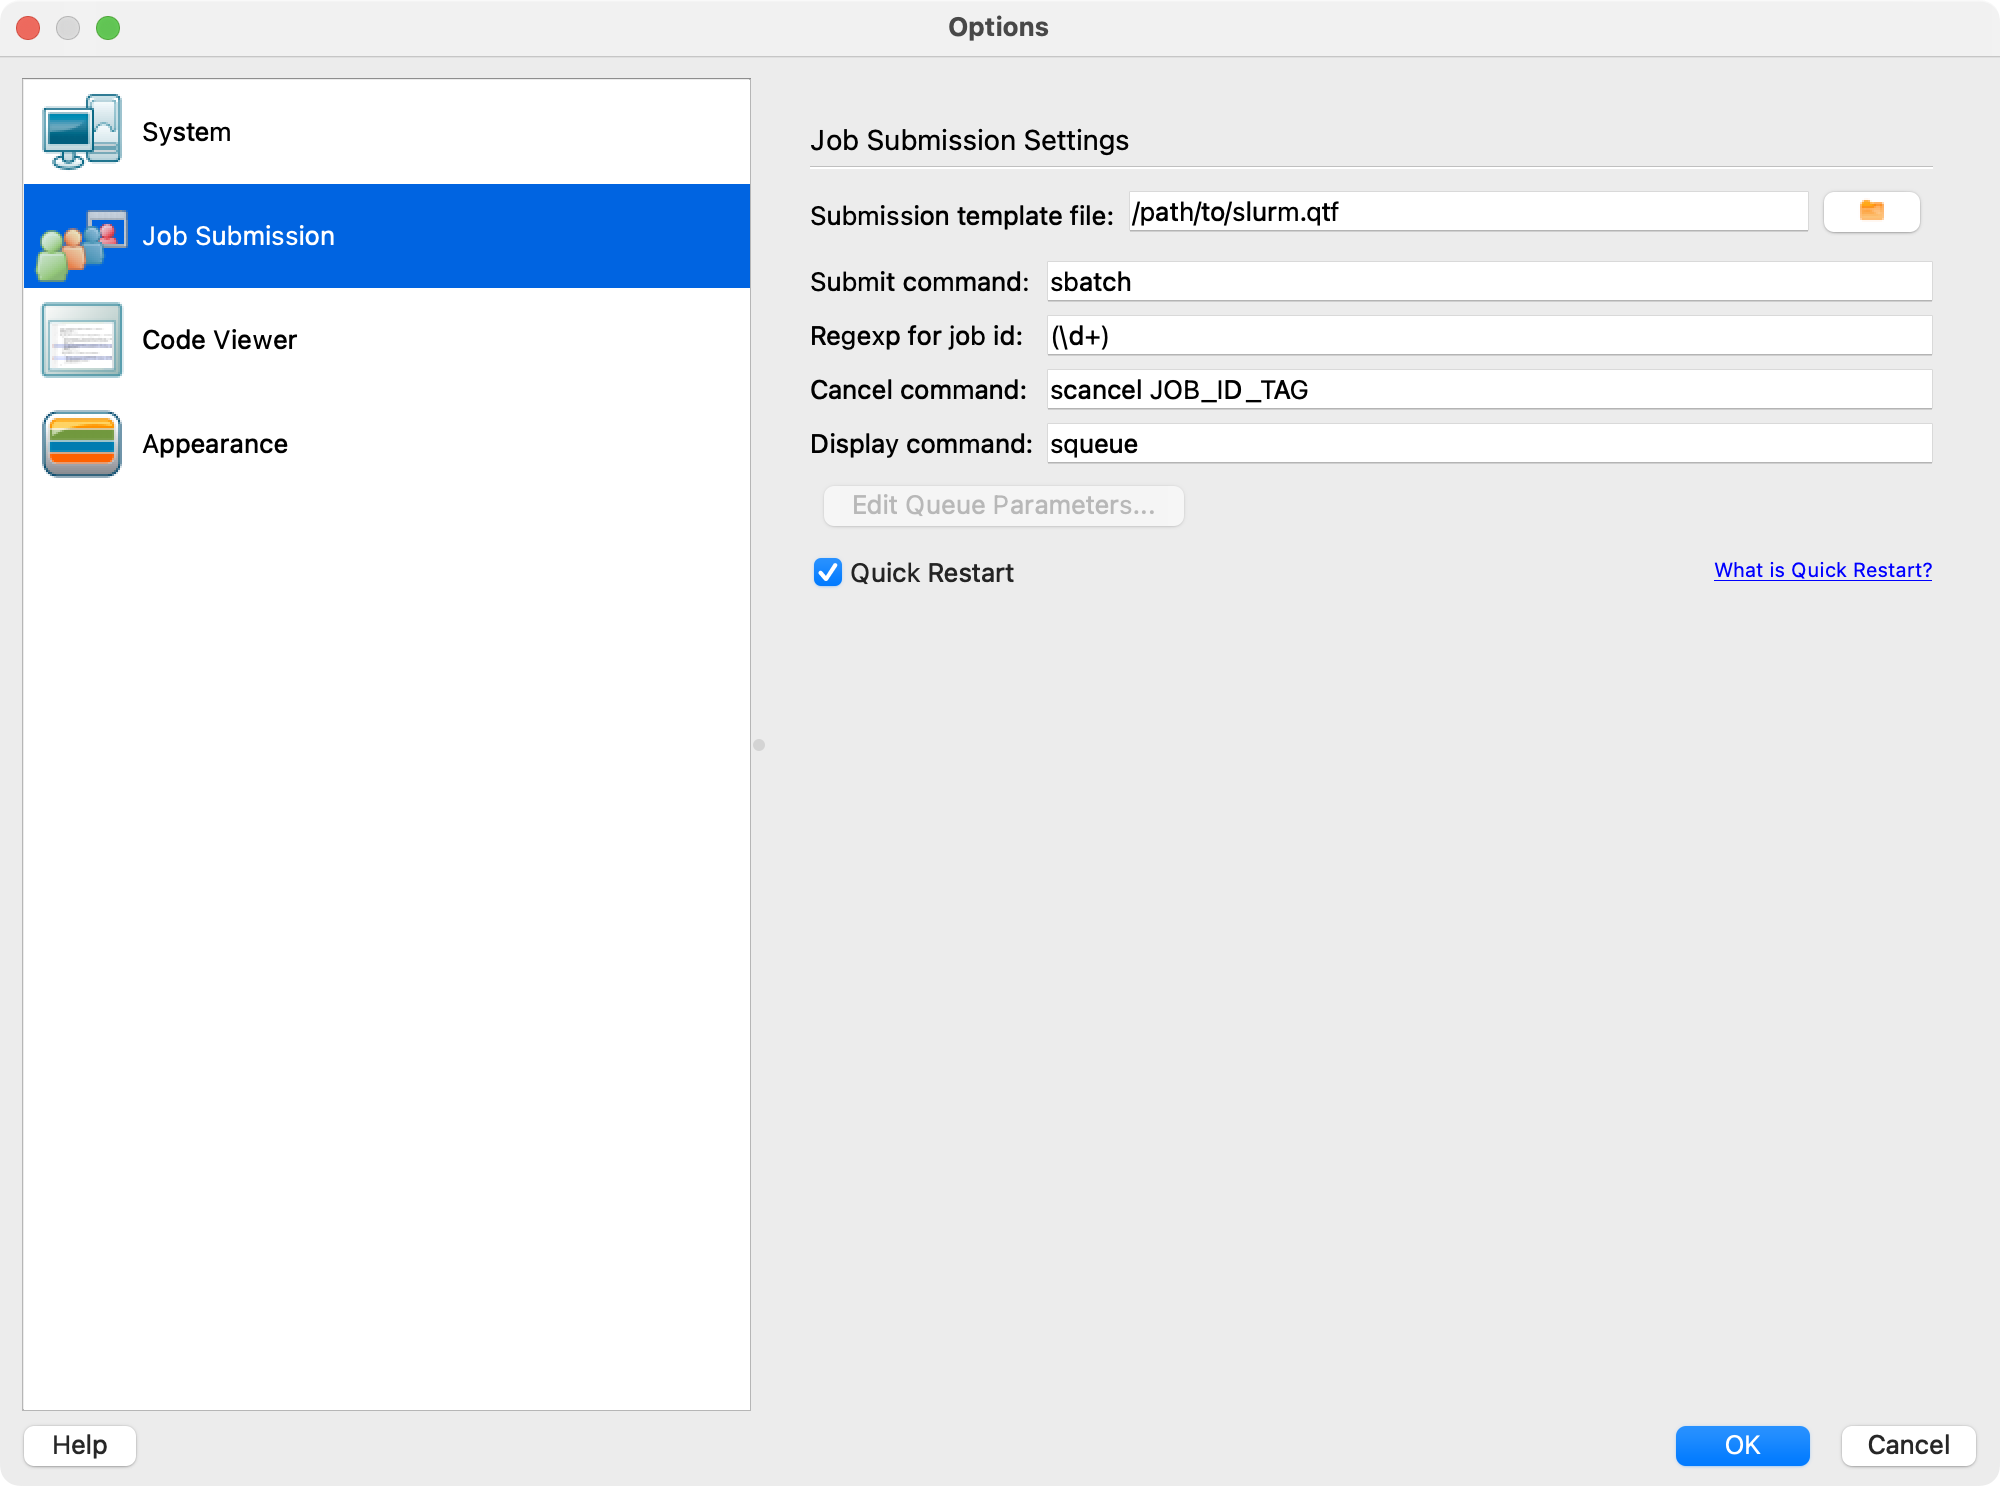 Options
System
Job Submission
Code Viewer
Appearance
Job Submission Settings
Submission template file: /path/to/slurm.qtf
Submit command: sbatch
Regexp for job id: (\d+)
Cancel command: scancel JOB_ID_TAG
Display command: squeue
Edit Queue Parameters...
Quick Restart What is Quick Restart?
Help OK Cancel